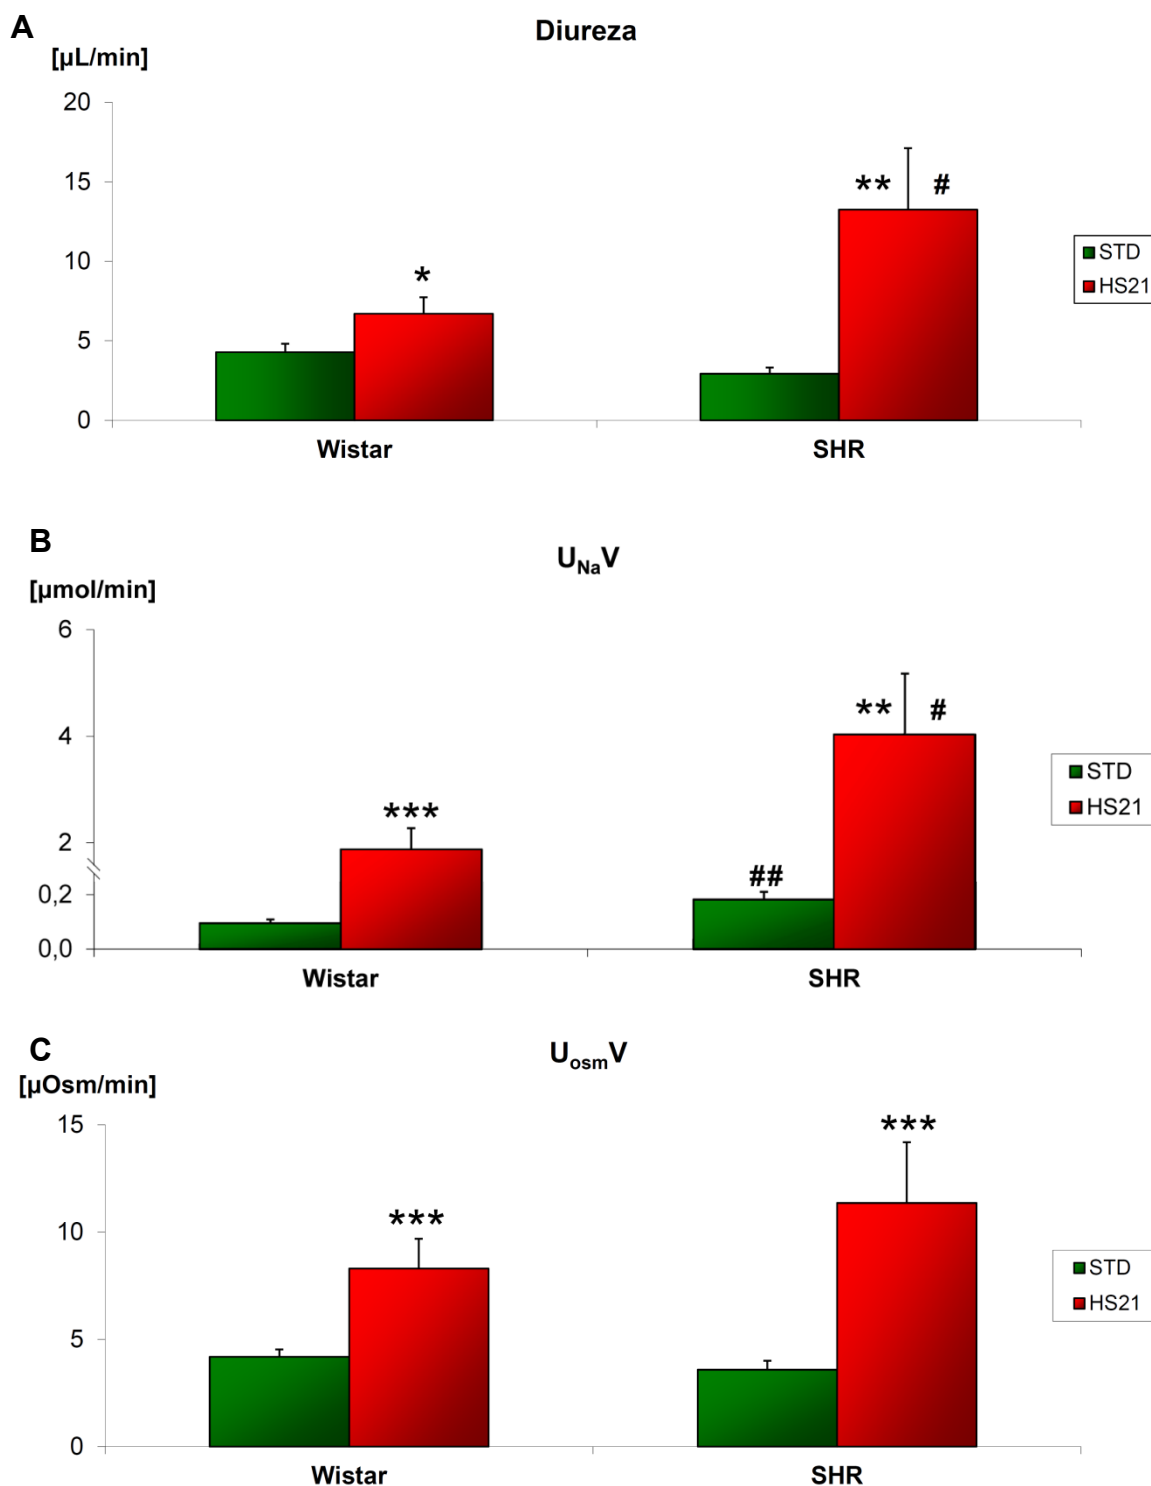 A
Diureza
[µL/min]
20
15
10
5
0
*
** #
STD
HS21
Wistar
SHR
B
UNaV
[µmol/min]
6
4
2
0,2
0,0
***
##
** #
STD
HS21
Wistar
SHR
C
UosmV
[µOsm/min]
15
10
5
0
***
***
STD
HS21
Wistar
SHR